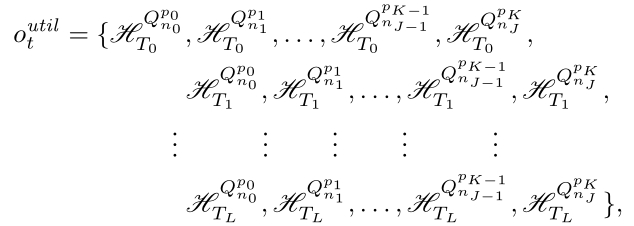 $o_t^{util} = \{\mathscr{H}_{T_0}^{Q_{n_0}^{p_0}}, \mathscr{H}_{T_0}^{Q_{n_1}^{p_1}}, \ldots, \mathscr{H}_{T_0}^{Q_{n_{J-1}}^{p_{K-1}}}, \mathscr{H}_{T_0}^{Q_{n_J}^{p_K}},$
$\mathscr{H}_{T_1}^{Q_{n_0}^{p_0}}, \mathscr{H}_{T_1}^{Q_{n_1}^{p_1}}, \ldots, \mathscr{H}_{T_1}^{Q_{n_{J-1}}^{p_{K-1}}}, \mathscr{H}_{T_1}^{Q_{n_J}^{p_K}},$
$\vdots \quad \vdots \quad \vdots \quad \vdots \quad \vdots$
$\mathscr{H}_{T_L}^{Q_{n_0}^{p_0}}, \mathscr{H}_{T_L}^{Q_{n_1}^{p_1}}, \ldots, \mathscr{H}_{T_L}^{Q_{n_{J-1}}^{p_{K-1}}}, \mathscr{H}_{T_L}^{Q_{n_J}^{p_K}}\},$